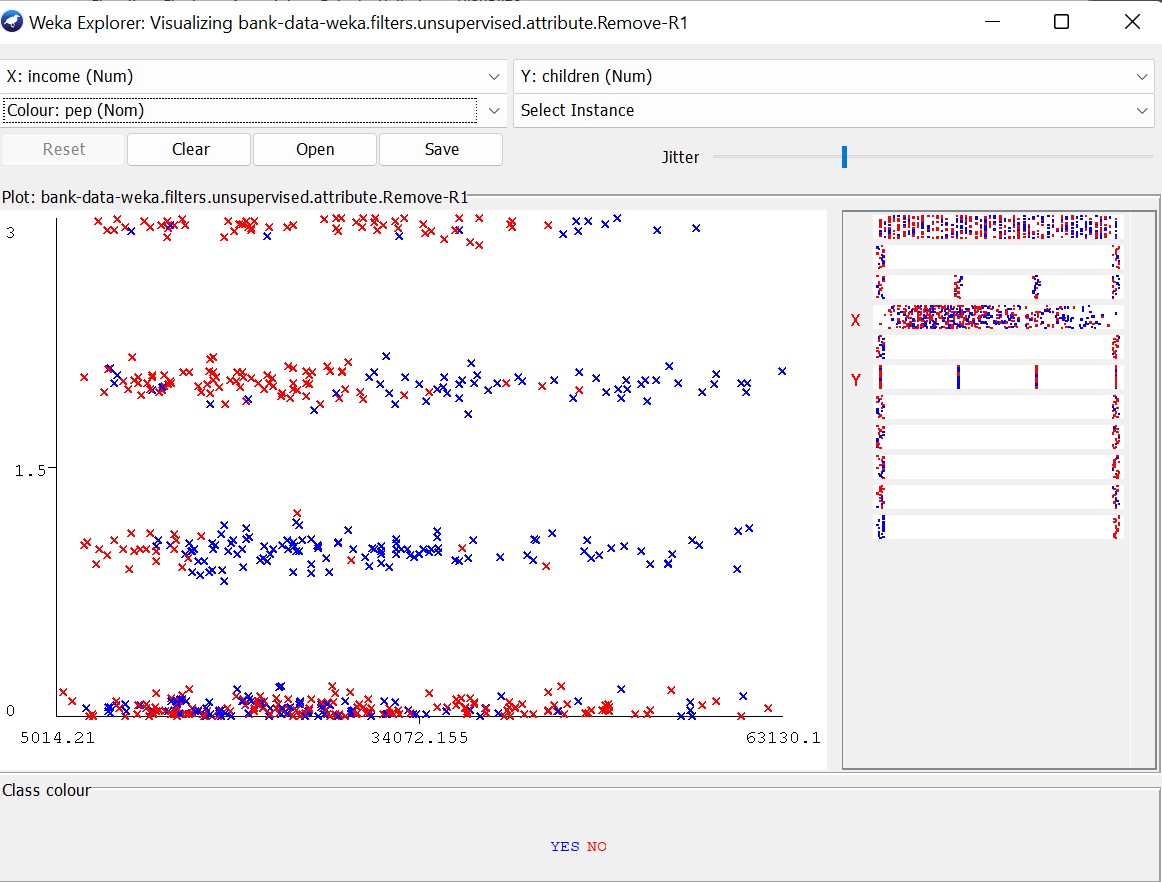 Weka Explorer: Visualizing bank-data-weka.filters.unsupervised.attribute.Remove-R1
X: income (Num) Y: children (Num)
Colour: pep (Nom) Select Instance
Reset Clear Open Save Jitter
Plot: bank-data-weka.filters.unsupervised.attribute.Remove-R1
3
X
Y
1.5
0
5014.21 34072.155 63130.1
Class colour
YES NO